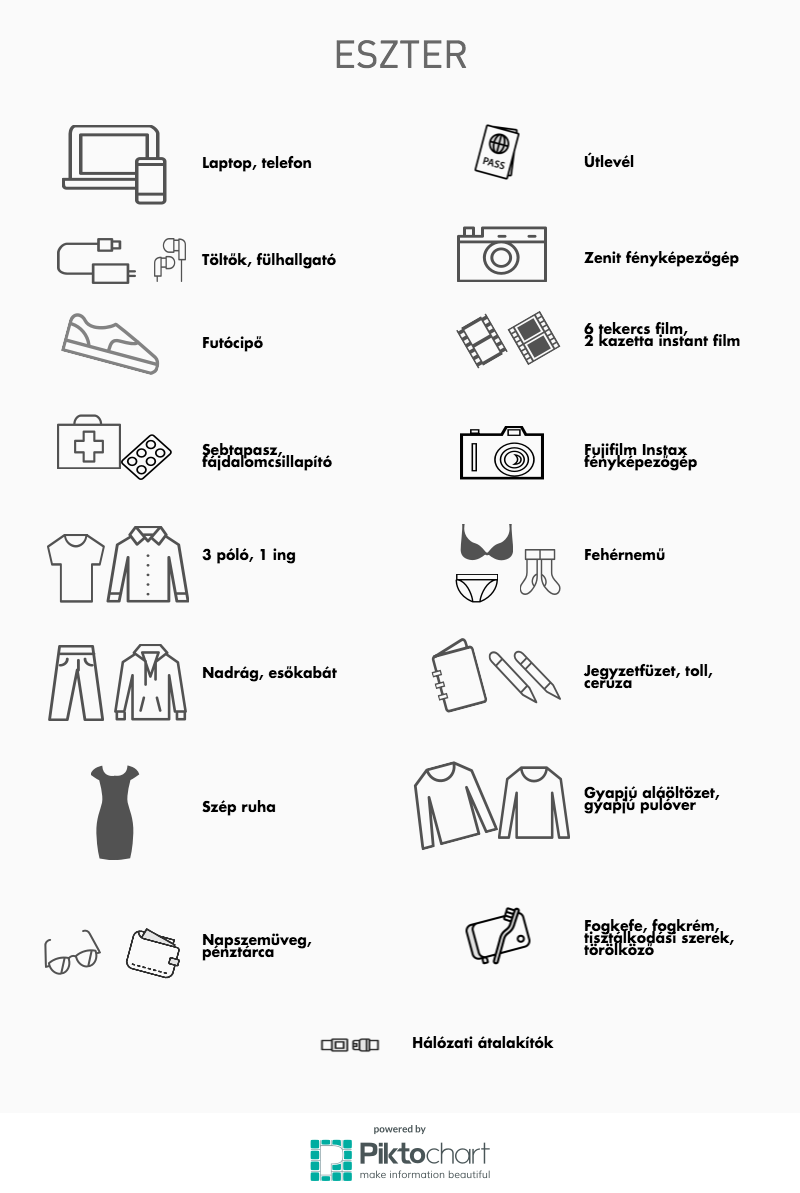 ESZTER
Laptop, telefon
PASS
Útlevél
Töltők, fülhallgató
Zenit fényképezőgép
Futócipő
6 tekercs film,
2 kazetta instant film
Sebtapasz,
fájdalomcsillapító
Fujifilm Instax
fényképezőgép
3 póló, 1 ing
Fehérnemű
Nadrág, esőkabát
Jegyzetfüzet, toll,
ceruza
Szép ruha
Gyapjú aláöltözet,
gyapjú pulóver
Napszemüveg,
pénztárca
Fogkefe, fogkrém,
tisztálkodási szerek,
törölköző
Hálózati átalakítók
powered by
Piktochart
make information beautiful